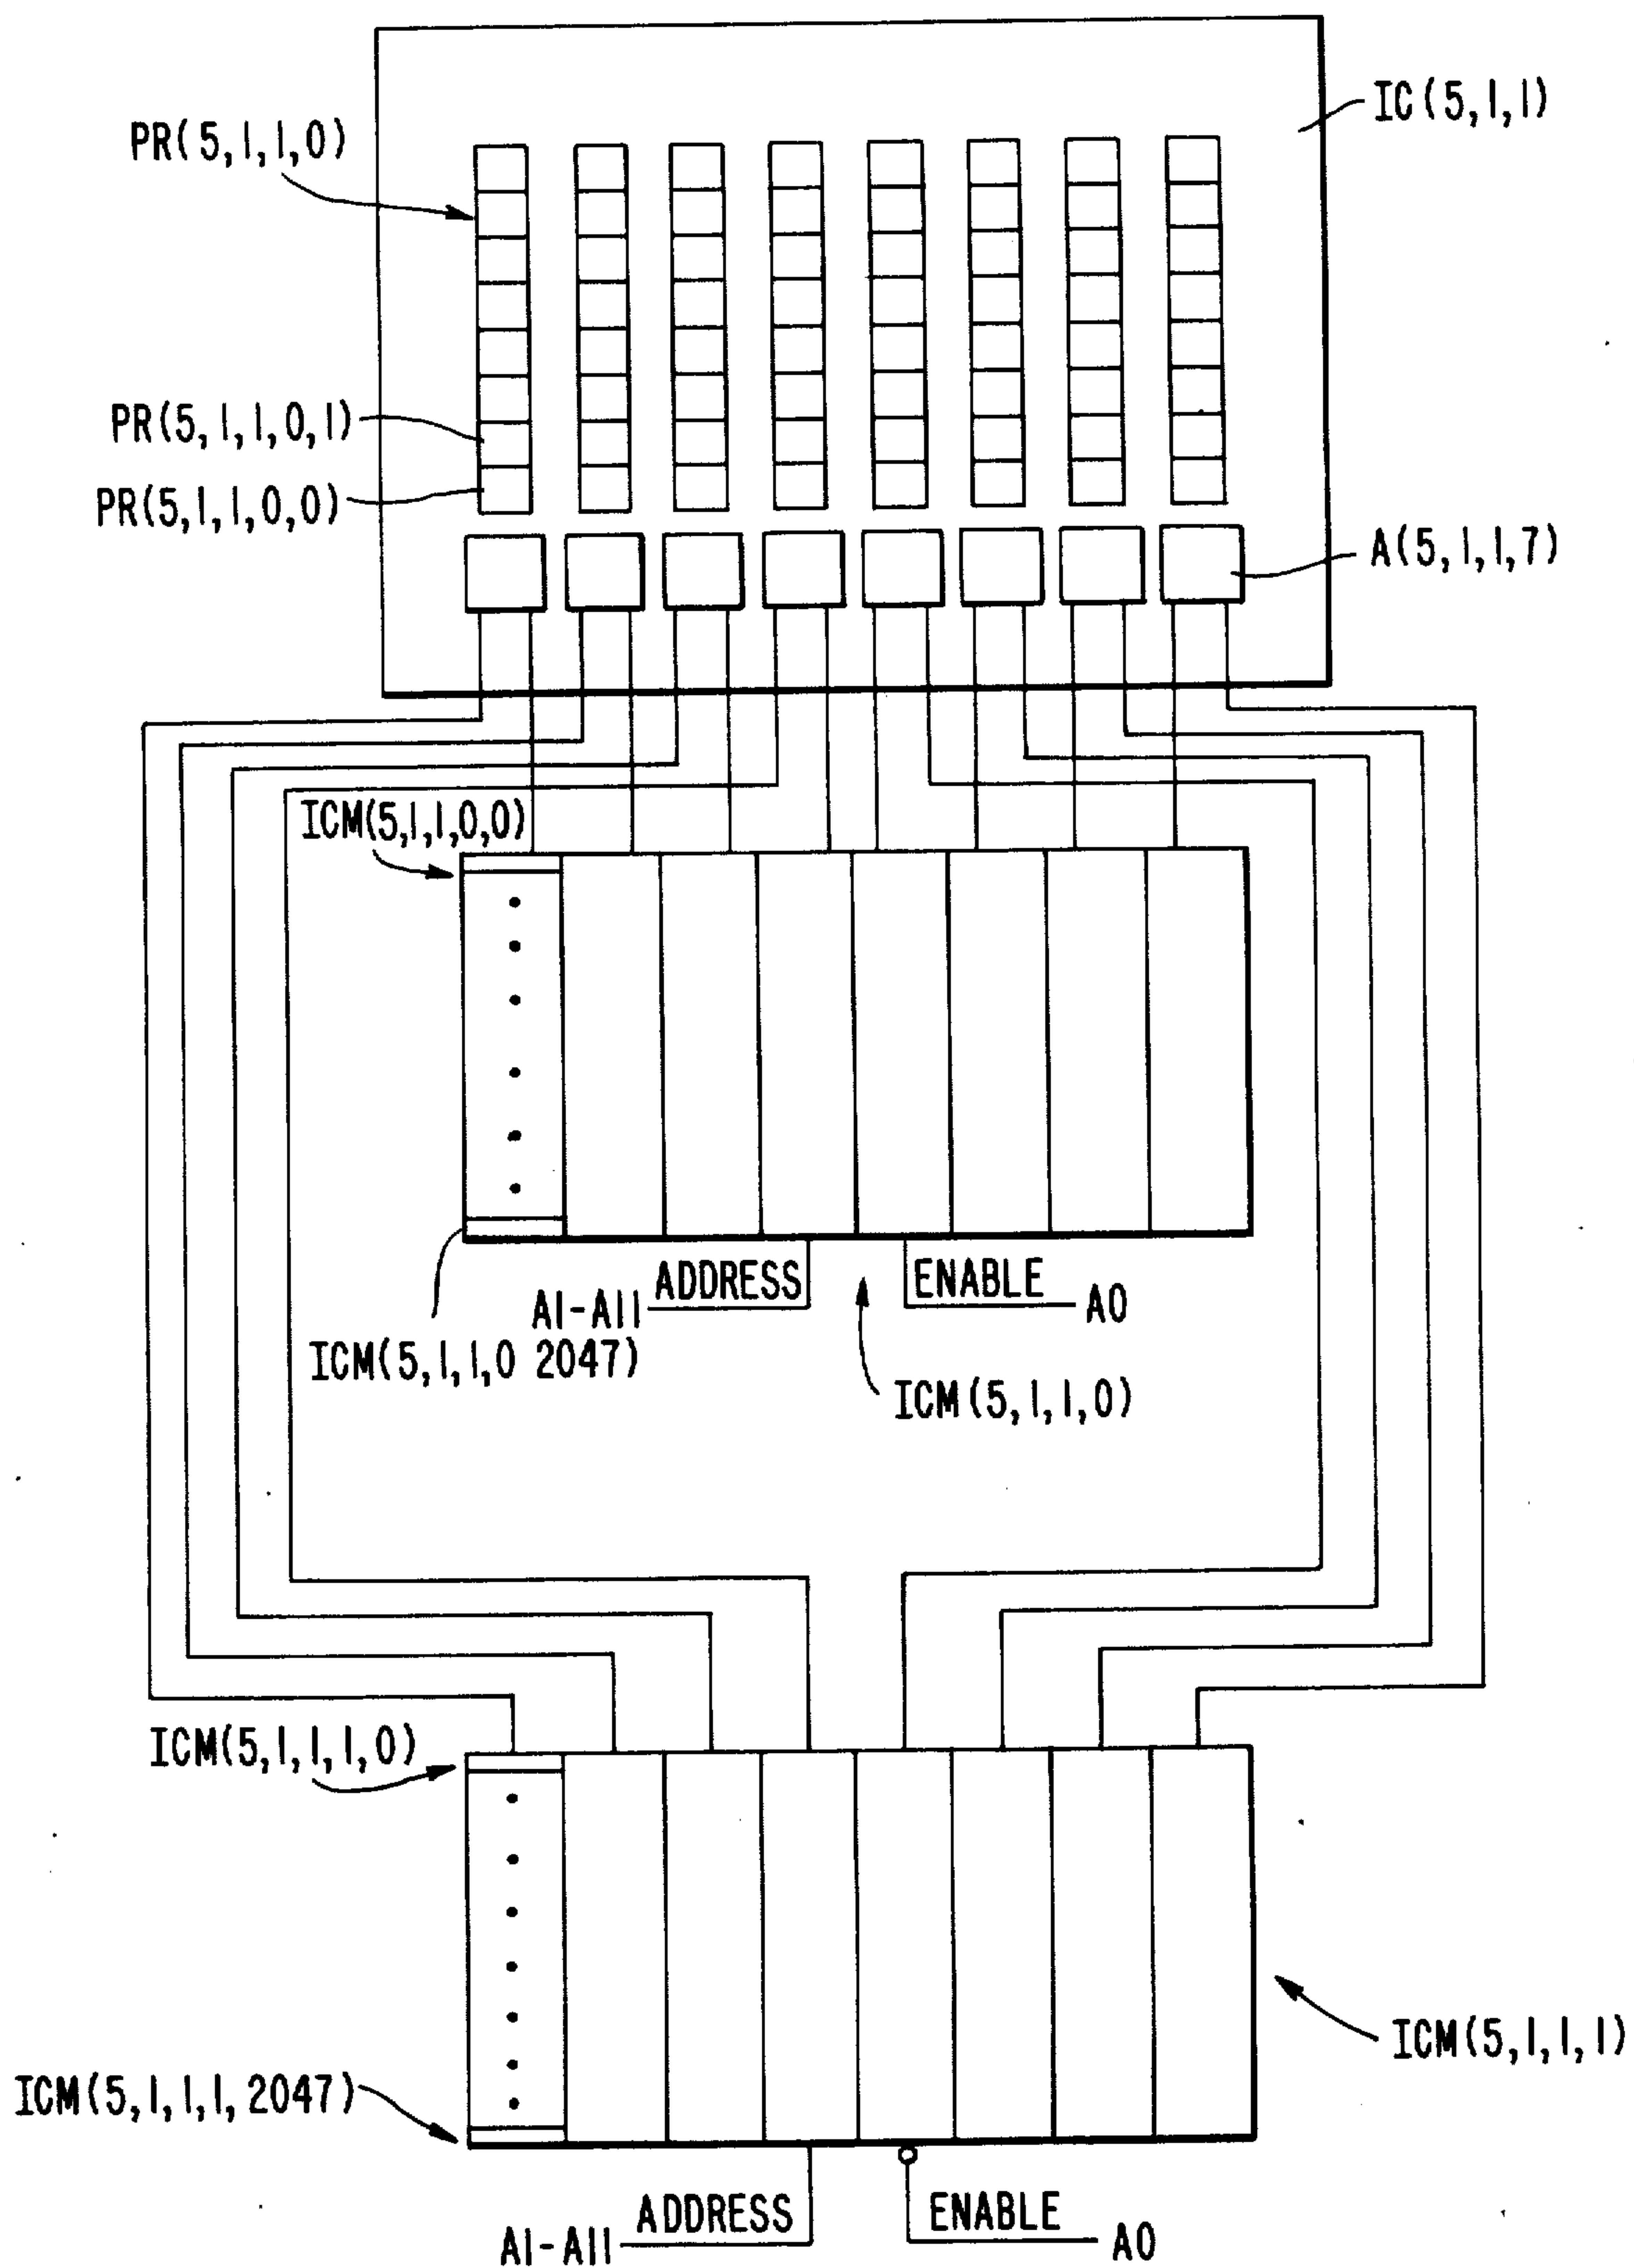 IC(5,1,1)
PR(5,1,1,0)
PR(5,1,1,0,1)
PR(5,1,1,0,0)
A(5,1,1,7)
ICM(5,1,1,0,0)
ADDRESS
ENABLE
A1-A11
A0
ICM(5,1,1,0 2047)
ICM(5,1,1,0)
ICM(5,1,1,1,0)
ICM(5,1,1,1)
ICM(5,1,1,1,2047)
ADDRESS
ENABLE
A1-A11
A0